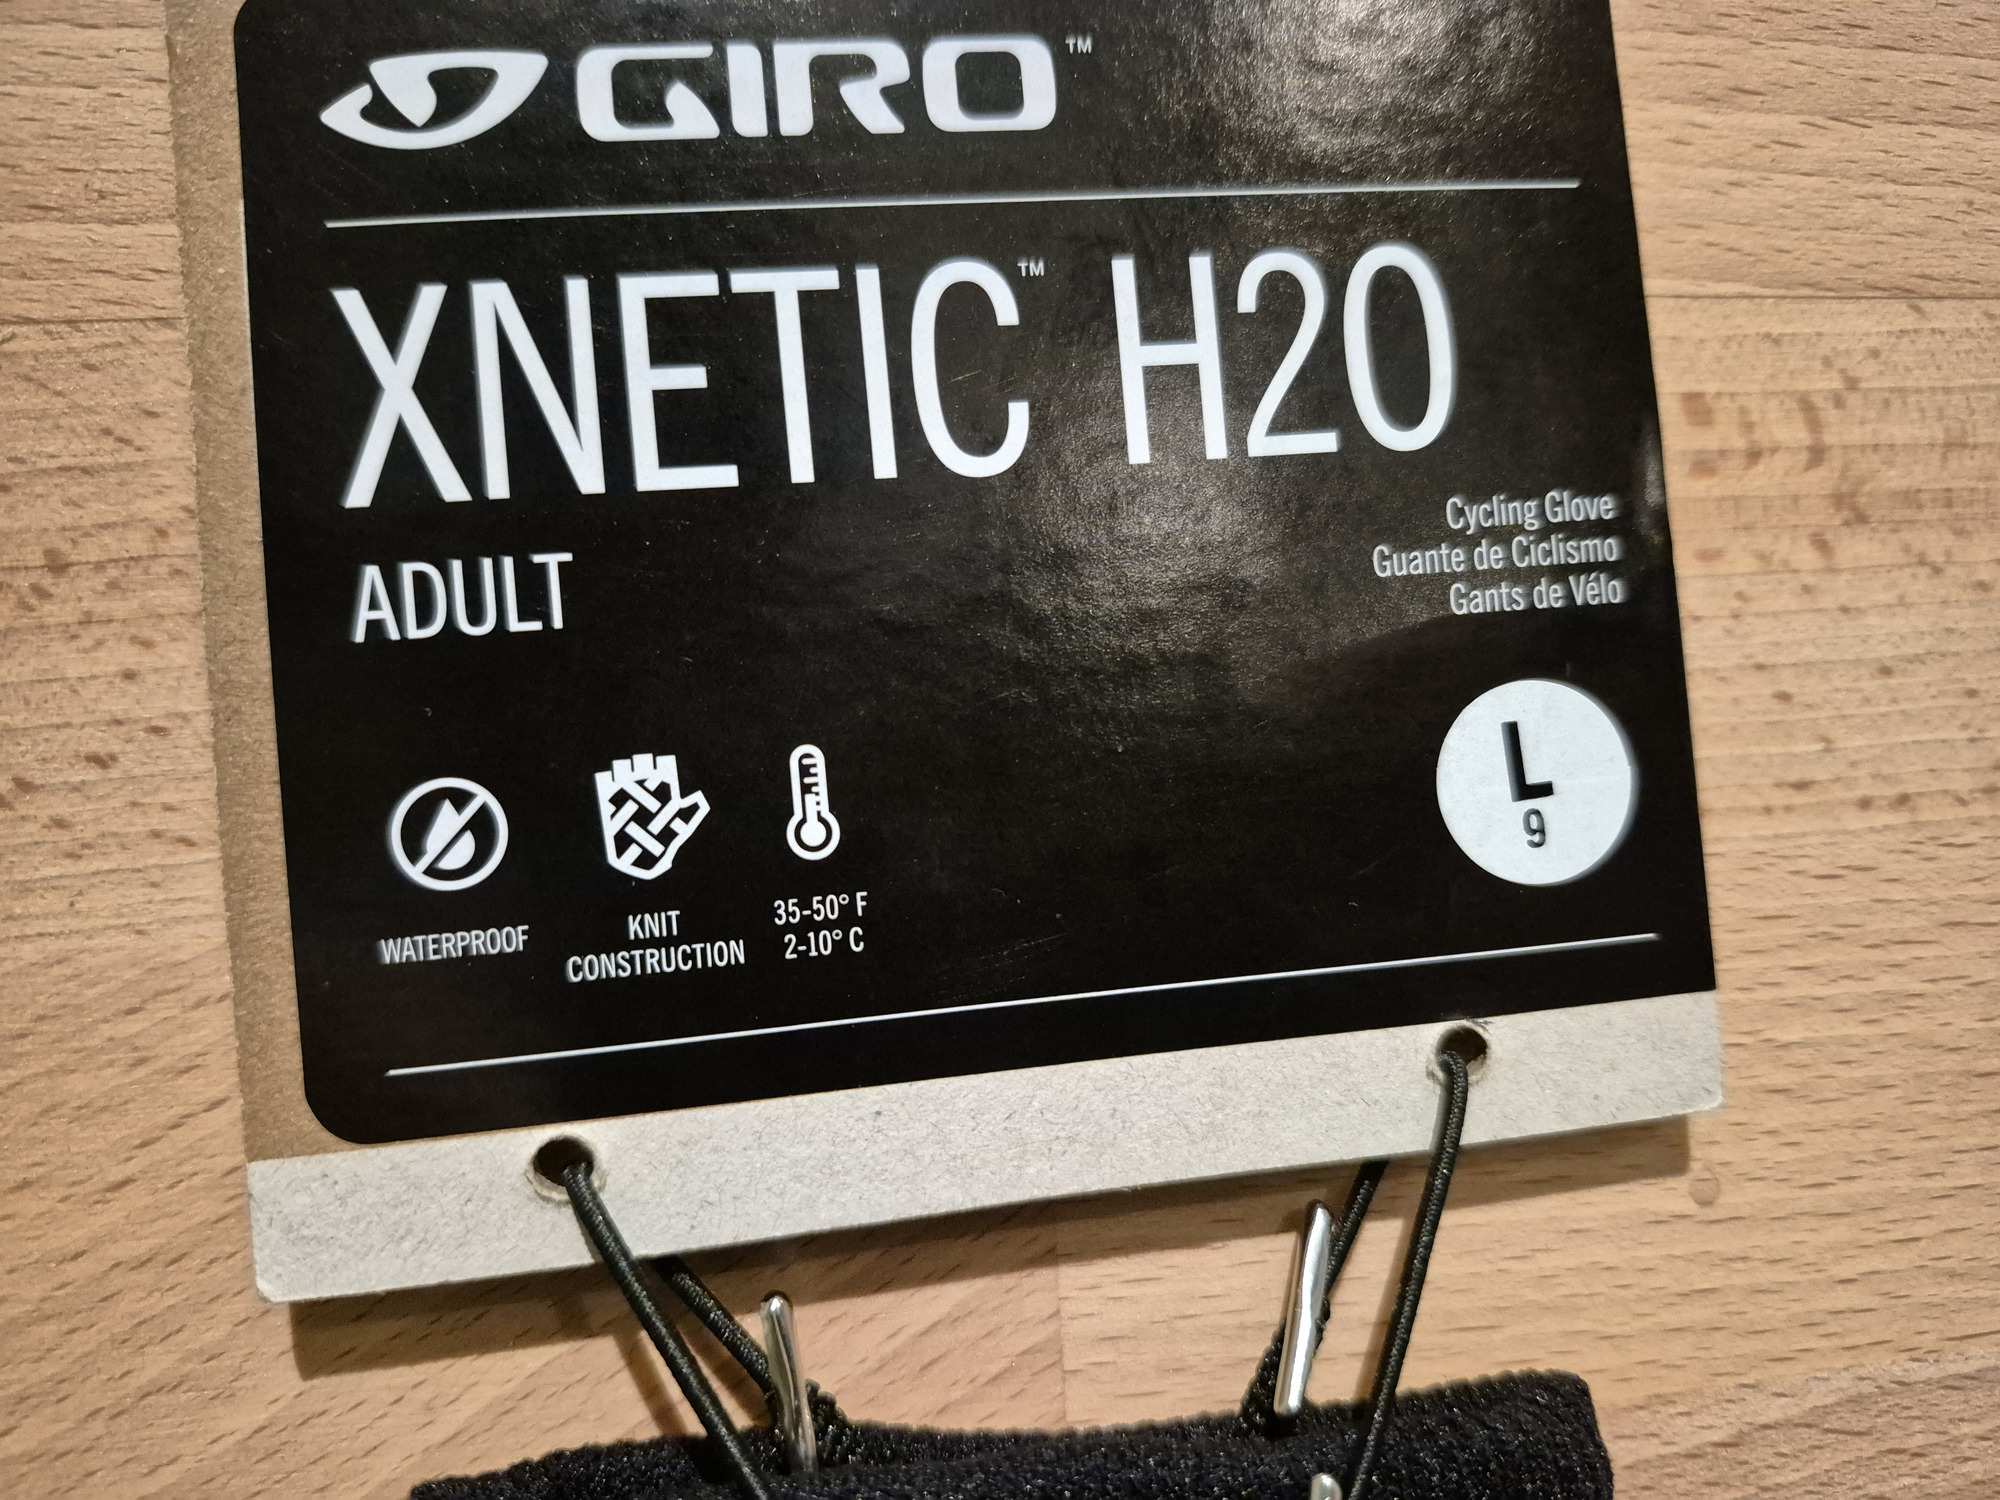 GIRO™
XNETIC™ H2O
ADULT
Cycling Glove
Guante de Ciclismo
Gants de Vélo
L
9
WATERPROOF
KNIT
CONSTRUCTION
35-50° F
2-10° C